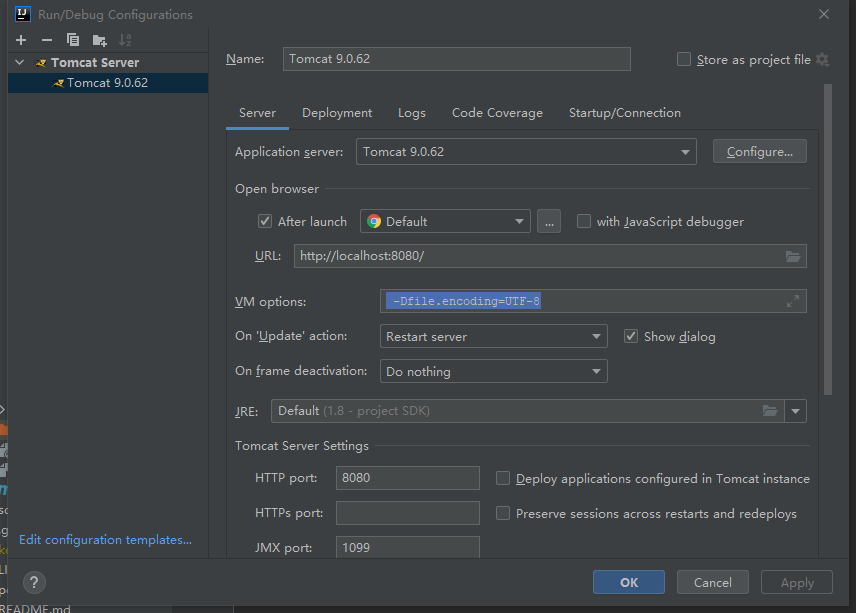 Run/Debug Configurations
Tomcat Server
Tomcat 9.0.62
Edit configuration templates...
Name: Tomcat 9.0.62 Store as project file
Server Deployment Logs Code Coverage Startup/Connection
Application server: Tomcat 9.0.62 Configure...
Open browser
After launch Default ... with JavaScript debugger
URL: http://localhost:8080/
VM options: -Dfile.encoding=UTF-8
On 'Update' action: Restart server Show dialog
On frame deactivation: Do nothing
JRE: Default (1.8 - project SDK)
Tomcat Server Settings
HTTP port: 8080 Deploy applications configured in Tomcat instance
HTTPs port: Preserve sessions across restarts and redeploys
JMX port: 1099
? OK Cancel Apply
README.md